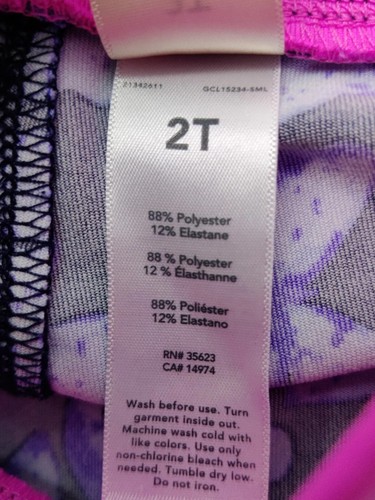 21342611 GCL15234-SML
2T
88% Polyester
12% Elastane
88 % Polyester
12 % Élasthanne
88% Poliéster
12% Elastano
RN# 35623
CA# 14974
Wash before use. Turn
garment inside out.
Machine wash cold with
like colors. Use only
non-chlorine bleach when
needed. Tumble dry low.
Do not iron.